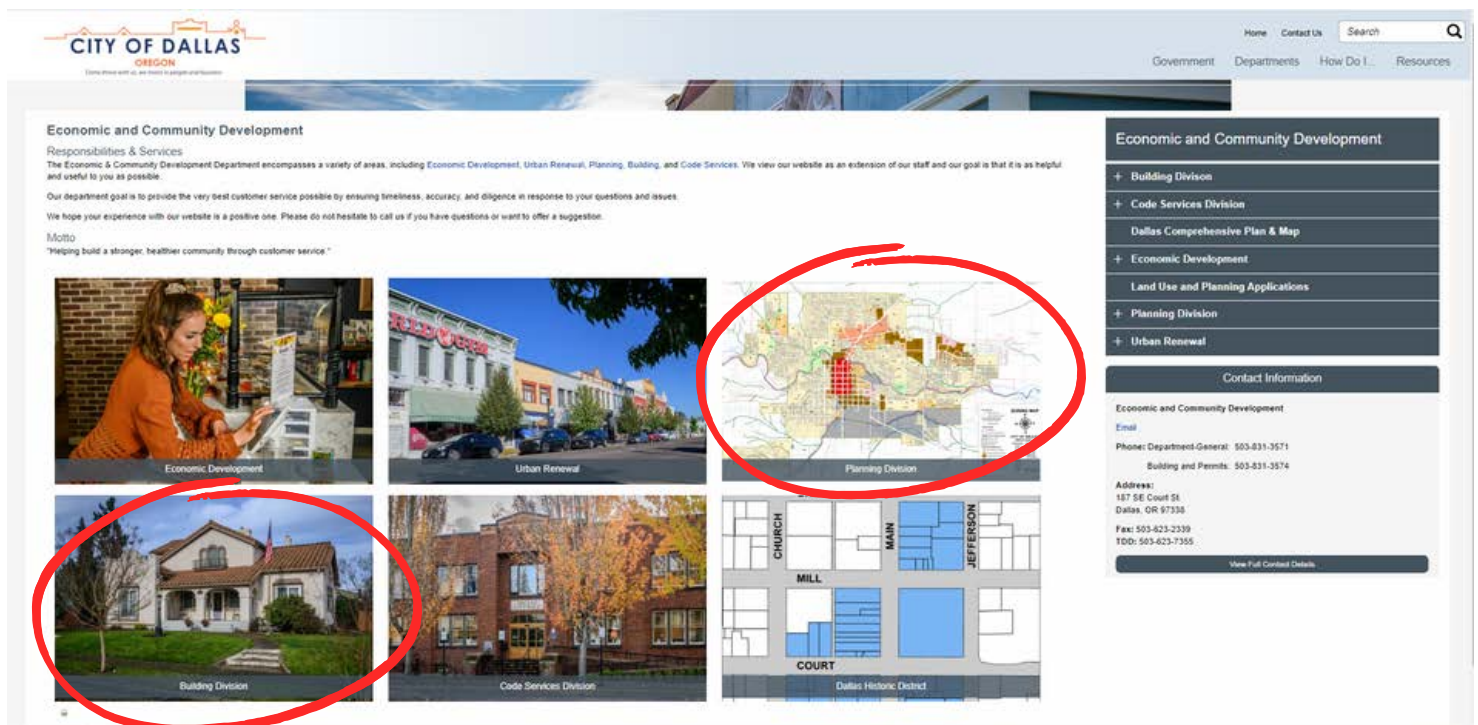 CITY OF DALLAS
OREGON
Home Contact Us Search
Government Departments How Do I... Resources
Economic and Community Development
Responsibilities & Services
The Economic & Community Development Department encompasses a variety of areas, including Economic Development, Urban Renewal, Planning, Building, and Code Services. We view our website as an extension of our staff and our goal is that it is as helpful
and useful to you as possible.
Our department goal is to provide the very best customer service possible by ensuring timeliness, accuracy, and diligence in response to your questions and issues.
We hope your experience with our website is a positive one. Please do not hesitate to call us if you have questions or want to offer a suggestion.
Motto
"Helping build a stronger, healthier community through customer service."
Economic Development
Urban Renewal
ZONING MAP
Planning Division
Building Division
Code Services Division
CHURCH
MAIN
JEFFERSON
MILL
COURT
Dallas Historic District
Economic and Community Development
+ Building Divison
+ Code Services Division
Dallas Comprehensive Plan & Map
+ Economic Development
Land Use and Planning Applications
+ Planning Division
+ Urban Renewal
Contact Information
Economic and Community Development
Email
Phone: Department-General: 503-831-3571
Building and Permits: 503-831-3574
Address:
187 SE Court St.
Dallas, OR 97338
Fax: 503-623-2339
TDD: 503-623-7355
View Full Contact Details